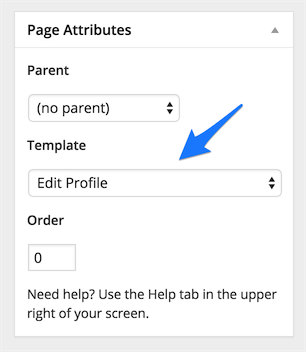 Page Attributes
Parent
(no parent)
Template
Edit Profile
Order
0
Need help? Use the Help tab in the upper
right of your screen.